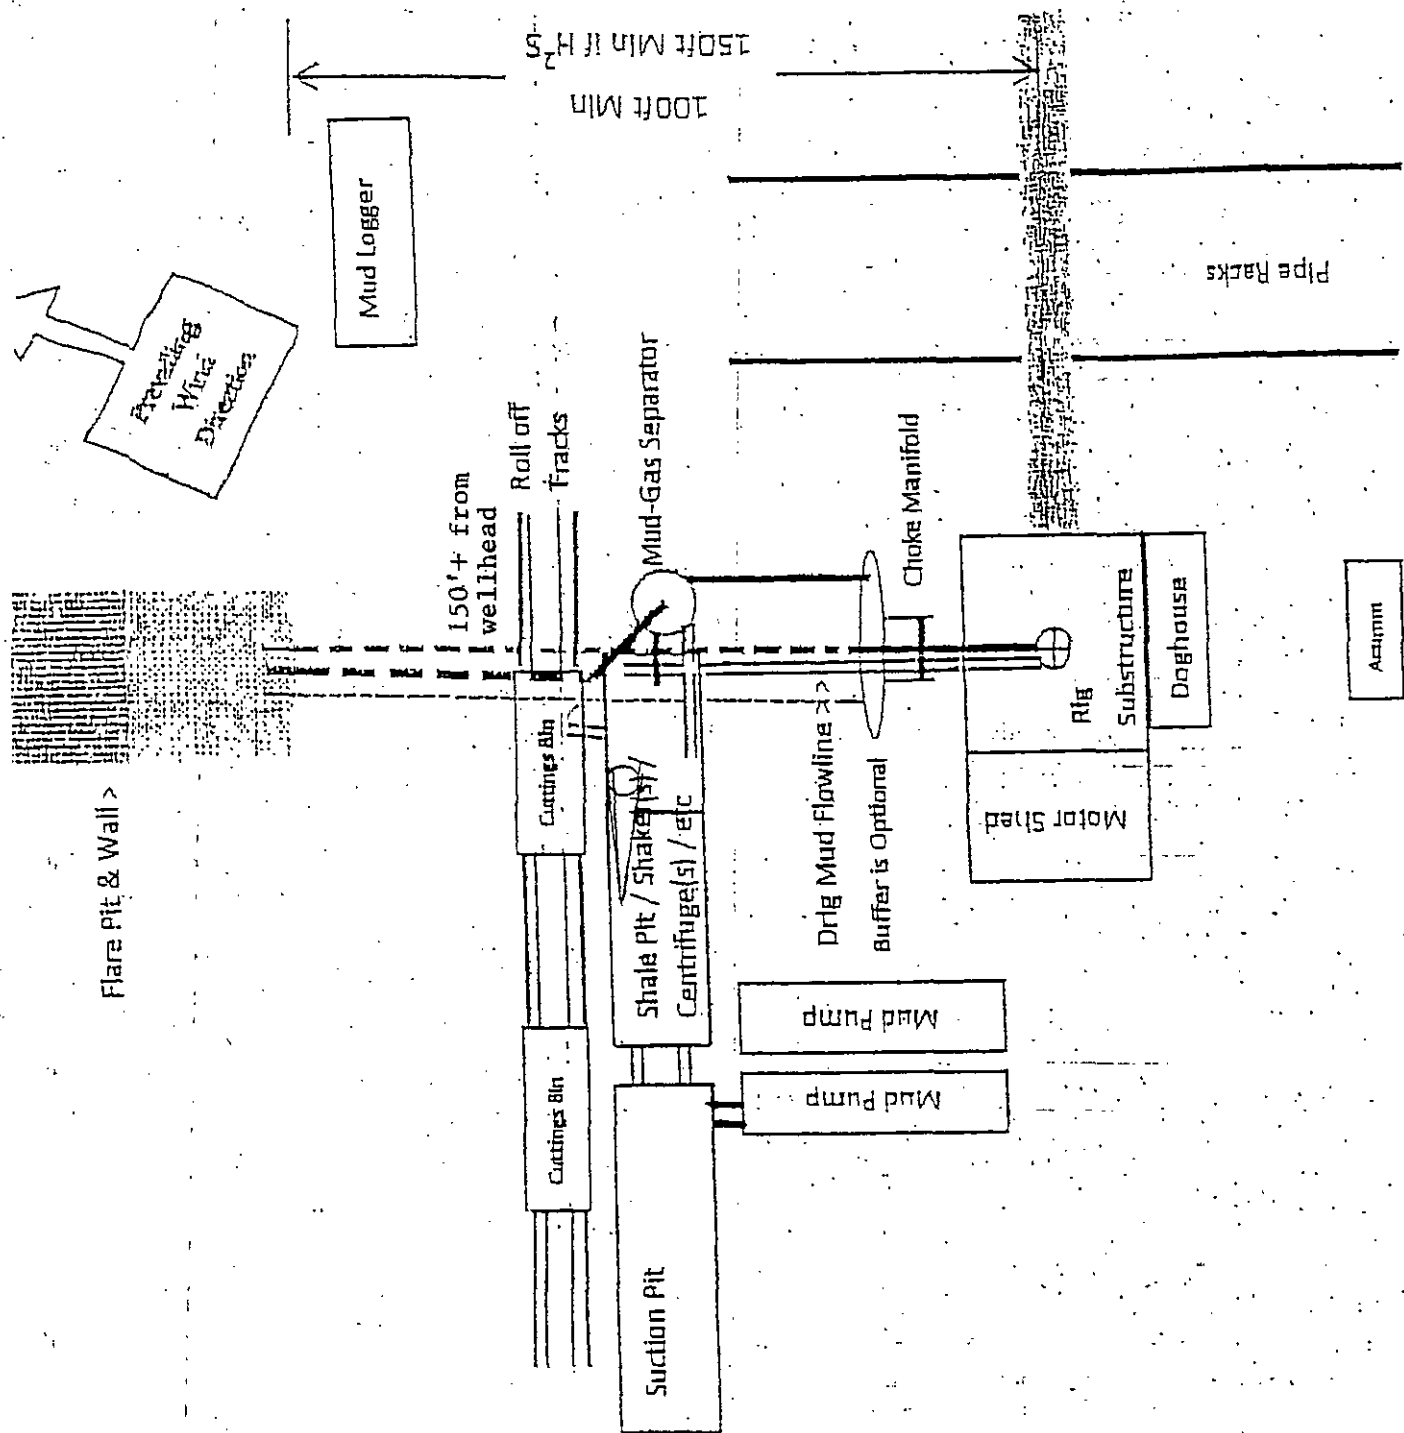 150ft Min if H²S
100ft Min
Mud Logger
Prevailing
Wind
Direction
Pipe Racks
150'+ from
wellhead
Roll off
Tracks
Mud-Gas Separator
Choke Manifold
Flare Pit & Wall >
Cuttings Bin
Shale Pit / Shaker(s) /
Centrifuge(s) / etc
Drlg Mud Flowline >
Buffer is Optional
Rig
Substructure
Doghouse
Accumm
Motor Shed
Mud Pump
Mud Pump
Cuttings Bin
Suction Pit